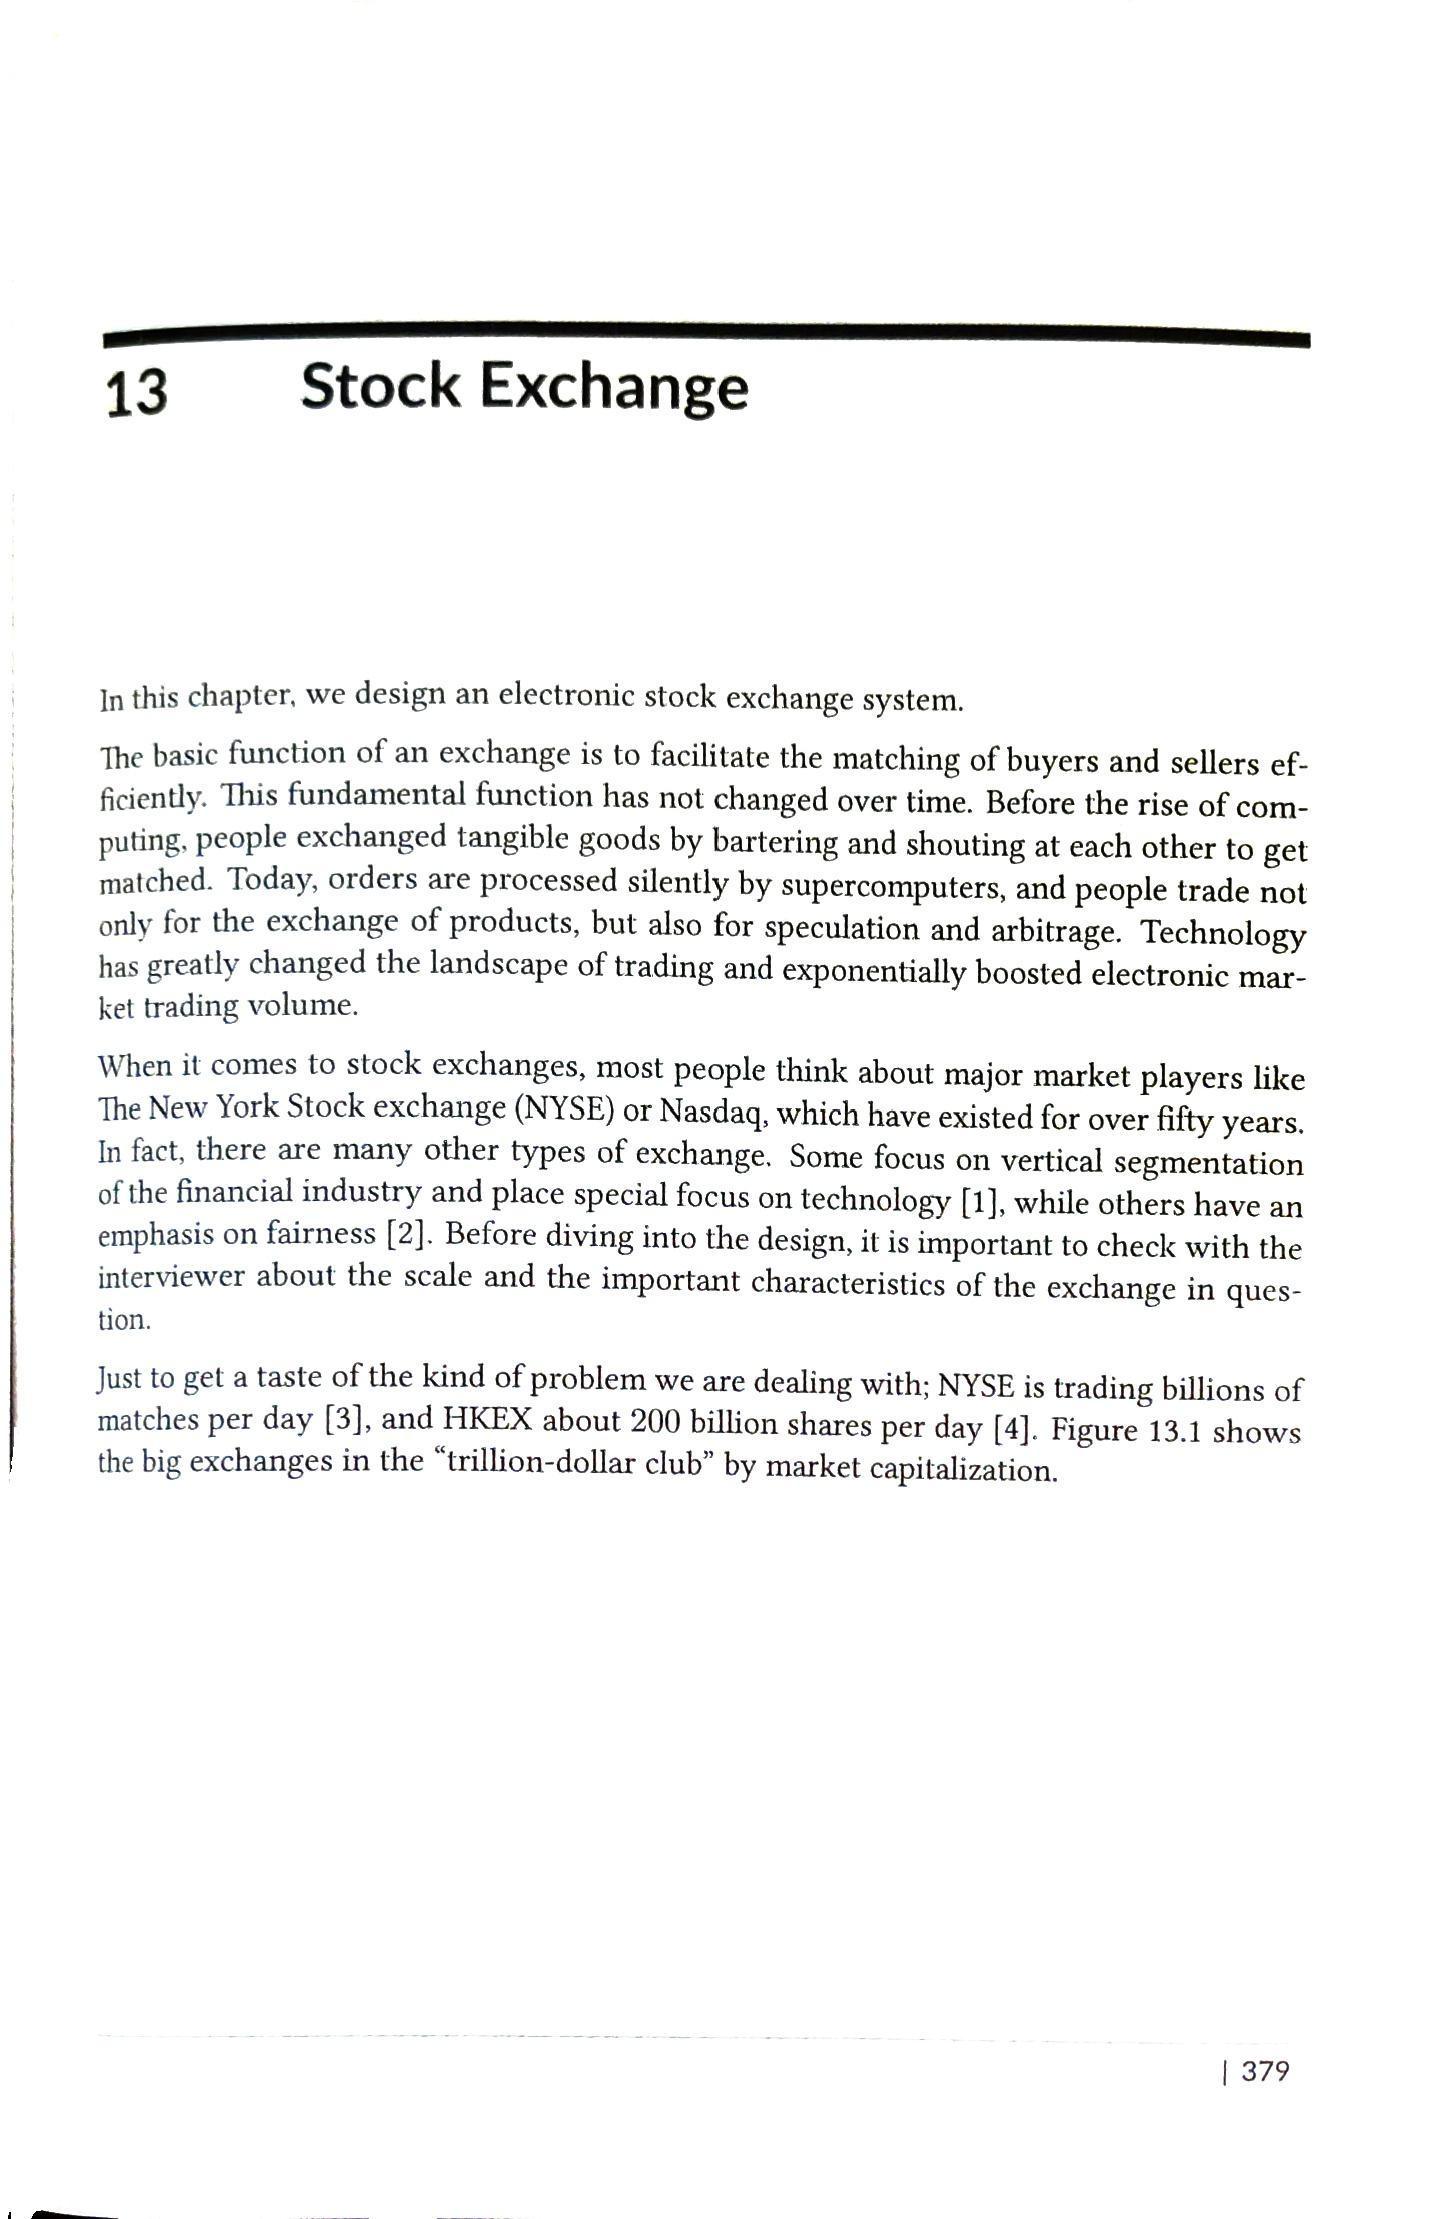 13 Stock Exchange
In this chapter, we design an electronic stock exchange system.
The basic function of an exchange is to facilitate the matching of buyers and sellers ef-
ficiently. This fundamental function has not changed over time. Before the rise of com-
puting, people exchanged tangible goods by bartering and shouting at each other to get
matched. Today, orders are processed silently by supercomputers, and people trade not
only for the exchange of products, but also for speculation and arbitrage. Technology
has greatly changed the landscape of trading and exponentially boosted electronic mar-
ket trading volume.
When it comes to stock exchanges, most people think about major market players like
The New York Stock exchange (NYSE) or Nasdaq, which have existed for over fifty years.
In fact, there are many other types of exchange. Some focus on vertical segmentation
of the financial industry and place special focus on technology [1], while others have an
emphasis on fairness [2]. Before diving into the design, it is important to check with the
interviewer about the scale and the important characteristics of the exchange in ques-
tion.
Just to get a taste of the kind of problem we are dealing with; NYSE is trading billions of
matches per day [3], and HKEX about 200 billion shares per day [4]. Figure 13.1 shows
the big exchanges in the “trillion-dollar club” by market capitalization.
| 379